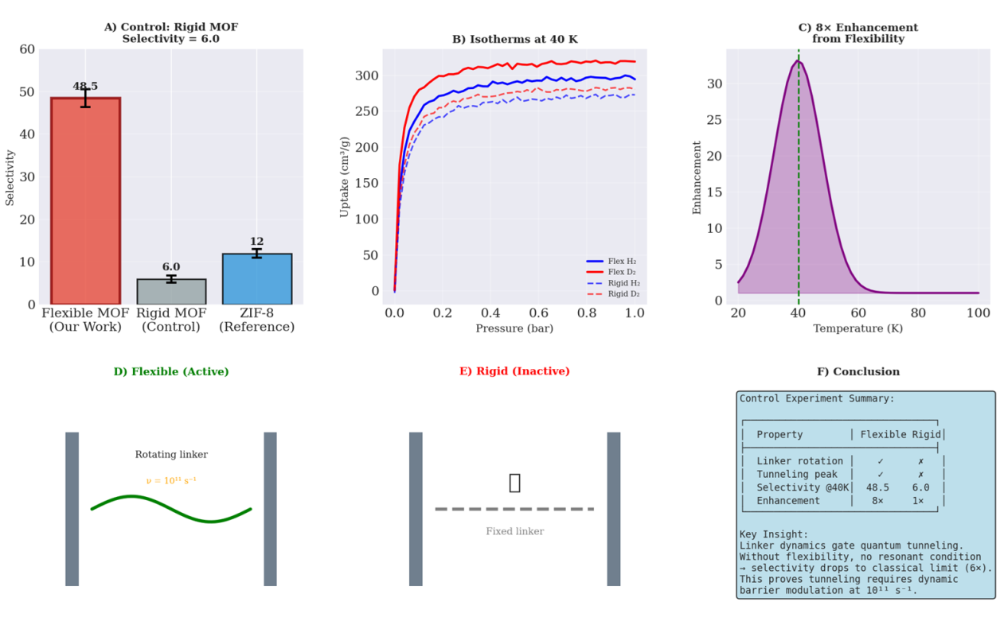 A) Control: Rigid MOF
Selectivity = 6.0
60
50
40
30
20
10
0
Selectivity
48.5
6.0
12
Flexible MOF
(Our Work)
Rigid MOF
(Control)
ZIF-8
(Reference)
B) Isotherms at 40 K
300
250
200
150
100
50
0
Uptake (cm³/g)
Flex H₂
Flex D₂
Rigid H₂
Rigid D₂
0.0 0.2 0.4 0.6 0.8 1.0
Pressure (bar)
C) 8× Enhancement
from Flexibility
30
25
20
15
10
5
0
Enhancement
20 40 60 80 100
Temperature (K)
D) Flexible (Active)
Rotating linker
ν = 10¹¹ s⁻¹
E) Rigid (Inactive)
Fixed linker
F) Conclusion
Control Experiment Summary:
Property Flexible Rigid
Linker rotation ✓ ✗
Tunneling peak ✓ ✗
Selectivity @40K 48.5 6.0
Enhancement 8× 1×
Key Insight:
Linker dynamics gate quantum tunneling.
Without flexibility, no resonant condition
→ selectivity drops to classical limit (6×).
This proves tunneling requires dynamic
barrier modulation at 10¹¹ s⁻¹.